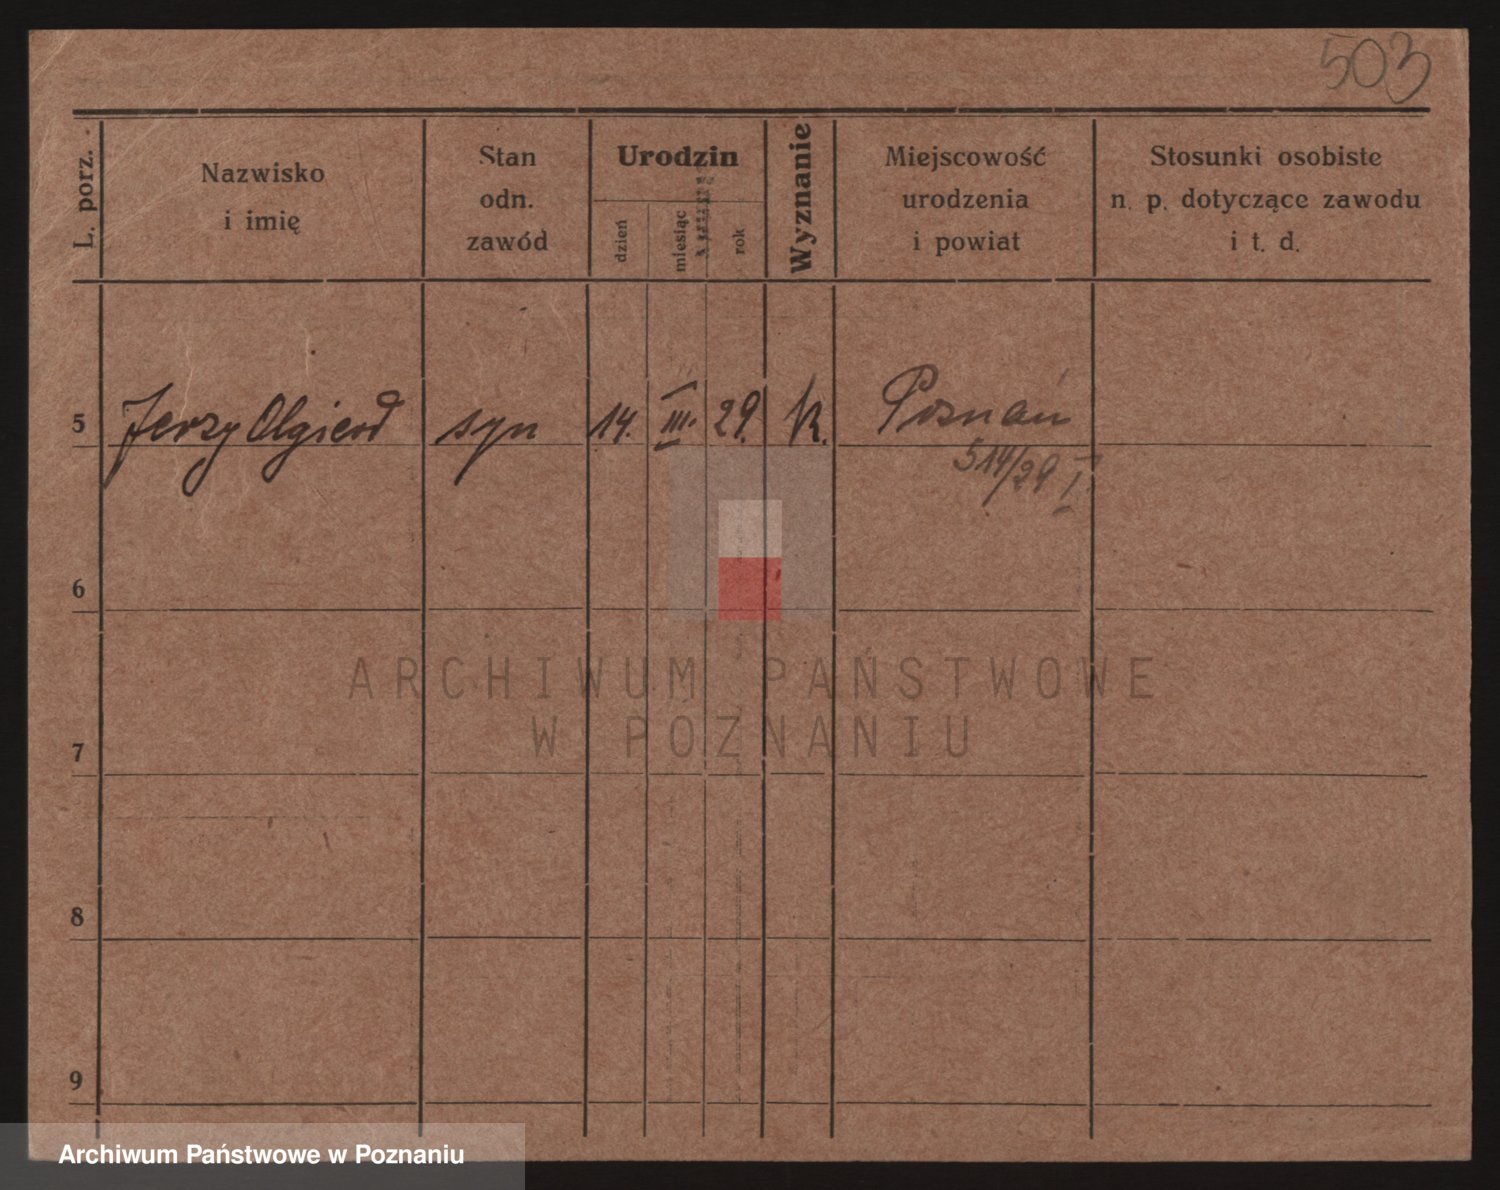 503
L. porz.
Nazwisko
i imię
Stan
odn.
zawód
Urodzin
dzień
miesiąc
rok
Wyznanie
Miejscowość
urodzenia
i powiat
Stosunki osobiste
n. p. dotyczące zawodu
i t. d.
5 Jerzy Olgierd syn 14. III. 29. k. Poznań
514/29 I
6
ARCHIWUM PAŃSTWOWE
W POZNANIU
7
8
9
Archiwum Państwowe w Poznaniu